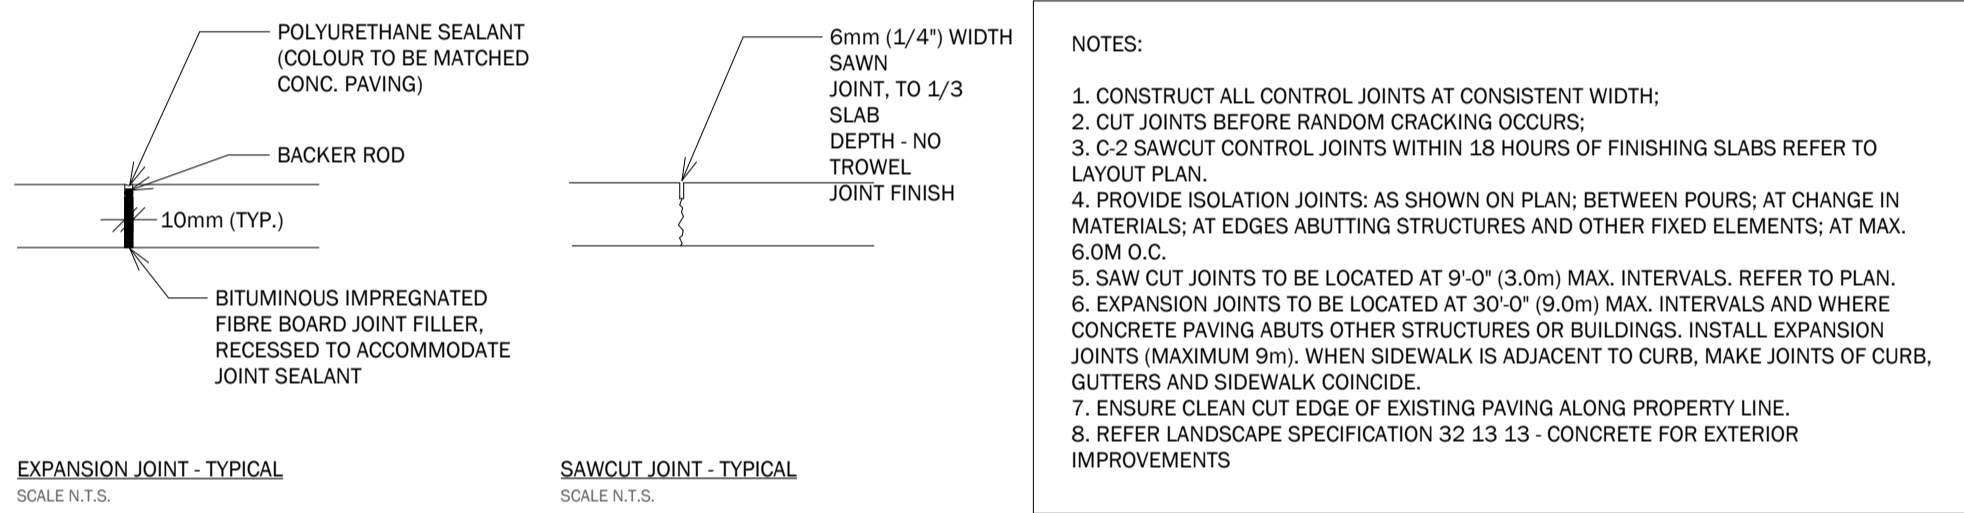 POLYURETHANE SEALANT
(COLOUR TO BE MATCHED
CONC. PAVING)
BACKER ROD
10mm (TYP.)
BITUMINOUS IMPREGNATED
FIBRE BOARD JOINT FILLER,
RECESSED TO ACCOMMODATE
JOINT SEALANT
EXPANSION JOINT - TYPICAL
SCALE N.T.S.
6mm (1/4") WIDTH
SAWN
JOINT, TO 1/3
SLAB
DEPTH - NO
TROWEL
JOINT FINISH
SAWCUT JOINT - TYPICAL
SCALE N.T.S.
NOTES:
1. CONSTRUCT ALL CONTROL JOINTS AT CONSISTENT WIDTH;
2. CUT JOINTS BEFORE RANDOM CRACKING OCCURS;
3. C-2 SAWCUT CONTROL JOINTS WITHIN 18 HOURS OF FINISHING SLABS REFER TO
LAYOUT PLAN.
4. PROVIDE ISOLATION JOINTS: AS SHOWN ON PLAN; BETWEEN POURS; AT CHANGE IN
MATERIALS; AT EDGES ABUTTING STRUCTURES AND OTHER FIXED ELEMENTS; AT MAX.
6.0M O.C.
5. SAW CUT JOINTS TO BE LOCATED AT 9'-0" (3.0m) MAX. INTERVALS. REFER TO PLAN.
6. EXPANSION JOINTS TO BE LOCATED AT 30'-0" (9.0m) MAX. INTERVALS AND WHERE
CONCRETE PAVING ABUTS OTHER STRUCTURES OR BUILDINGS. INSTALL EXPANSION
JOINTS (MAXIMUM 9m). WHEN SIDEWALK IS ADJACENT TO CURB, MAKE JOINTS OF CURB,
GUTTERS AND SIDEWALK COINCIDE.
7. ENSURE CLEAN CUT EDGE OF EXISTING PAVING ALONG PROPERTY LINE.
8. REFER LANDSCAPE SPECIFICATION 32 13 13 - CONCRETE FOR EXTERIOR
IMPROVEMENTS